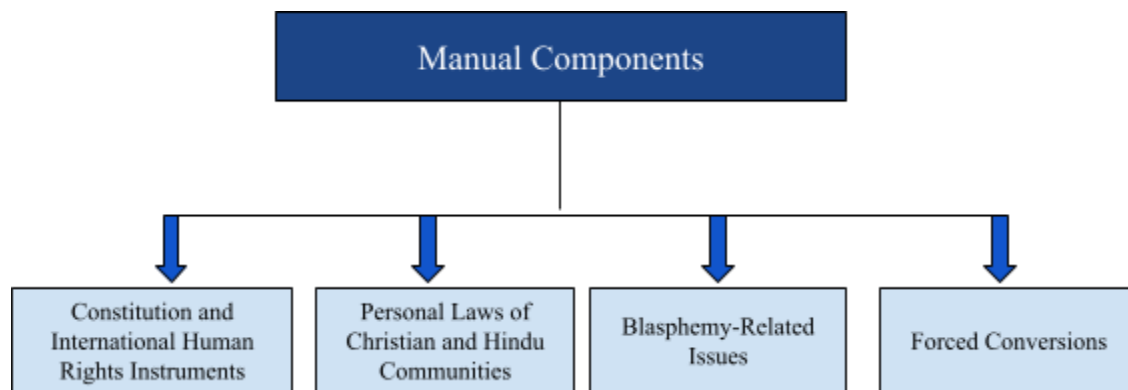 Manual Components
Constitution and
International Human
Rights Instruments
Personal Laws of
Christian and Hindu
Communities
Blasphemy-Related
Issues
Forced Conversions